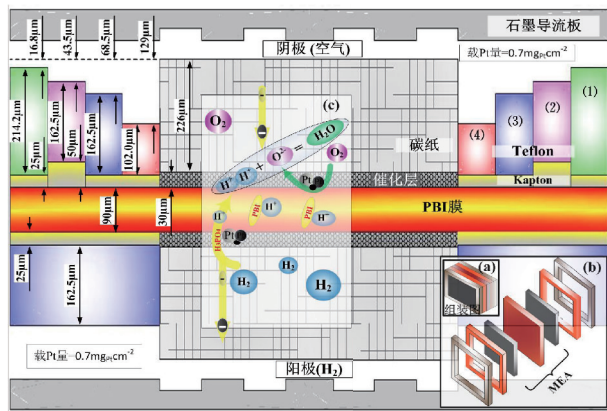 石墨导流板
16.8μm
43.5μm
68.5μm
129μm
阴极 (空气)
载Pt量=0.7mgPtcm-2
214.2μm
25μm
162.5μm
50μm
162.5μm
102.0μm
226μm
(c)
O2
H2O
O2-
=
+
H+
H+
O2
Pt
碳纸
催化层
(1)
(2)
(3)
(4)
Teflon
Kapton
PBI膜
90μm
30μm
H+
PBI
H+
PBI
H+
H3PO4
Pt
H2
H2
H2
25μm
162.5μm
载Pt量=0.7mgPtcm-2
阳极(H2)
(a)
组装图
(b)
MEA